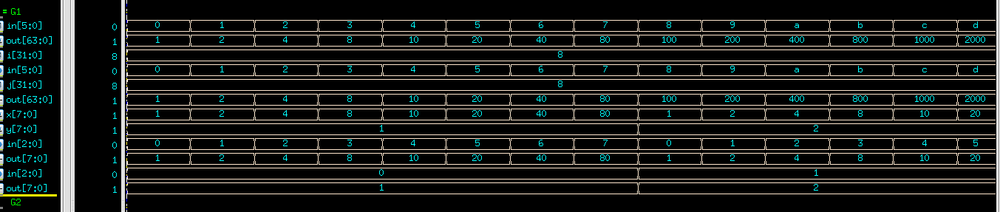 = G1
in[5:0] 0 0 1 2 3 4 5 6 7 8 9 a b c d
out[63:0] 1 1 2 4 8 10 20 40 80 100 200 400 800 1000 2000
i[31:0] 8 8
in[5:0] 0 0 1 2 3 4 5 6 7 8 9 a b c d
j[31:0] 8 8
out[63:0] 1 1 2 4 8 10 20 40 80 100 200 400 800 1000 2000
x[7:0] 1 1 2 4 8 10 20 40 80 1 2 4 8 10 20
y[7:0] 1 1 2
in[2:0] 0 0 1 2 3 4 5 6 7 0 1 2 3 4 5
out[7:0] 1 1 2 4 8 10 20 40 80 1 2 4 8 10 20
in[2:0] 0 0 1
out[7:0] 1 1 2
G2